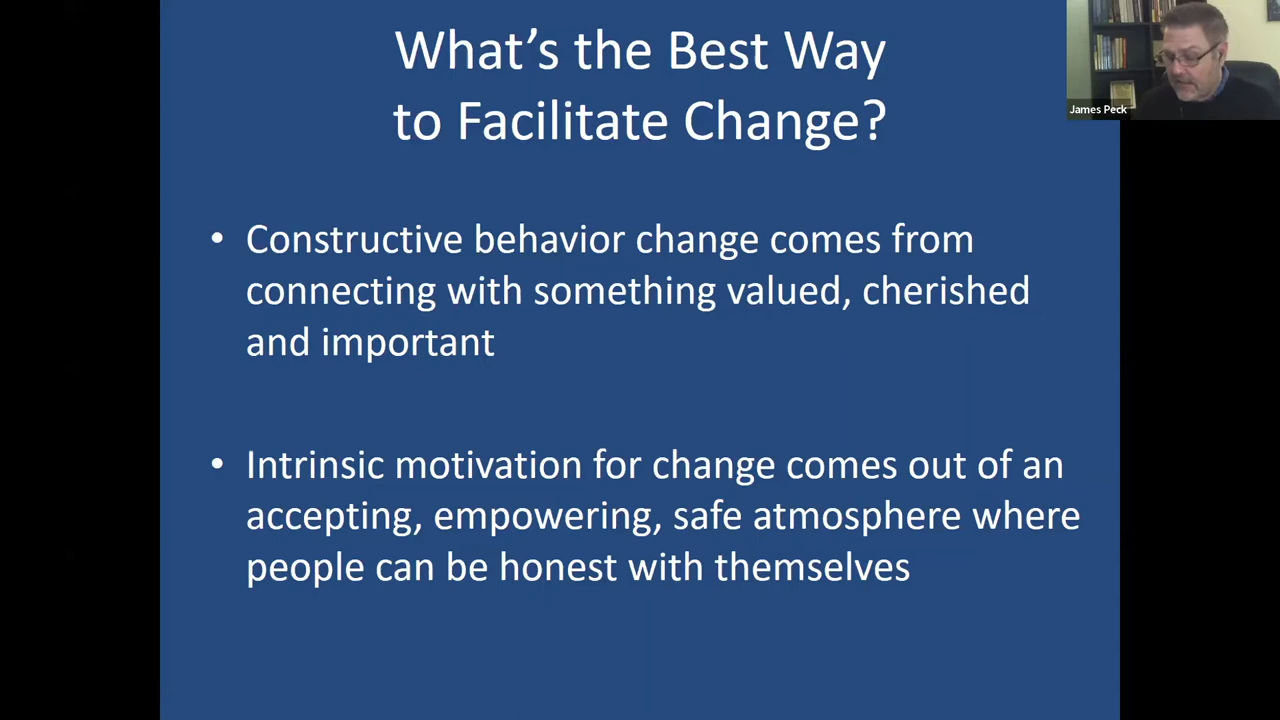 What's the Best Way
to Facilitate Change?
James Peck
• Constructive behavior change comes from
connecting with something valued, cherished
and important
• Intrinsic motivation for change comes out of an
accepting, empowering, safe atmosphere where
people can be honest with themselves